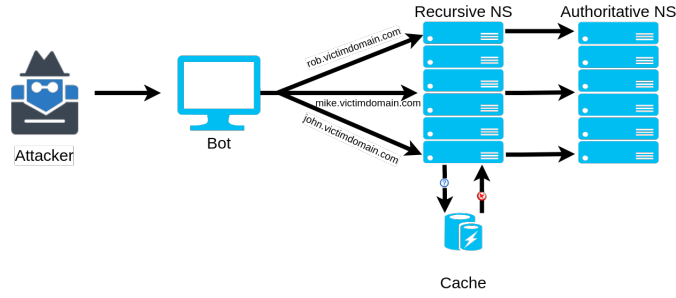 Recursive NS
Authoritative NS
rob.victimdomain.com
mike.victimdomain.com
john.victimdomain.com
Attacker
Bot
Cache